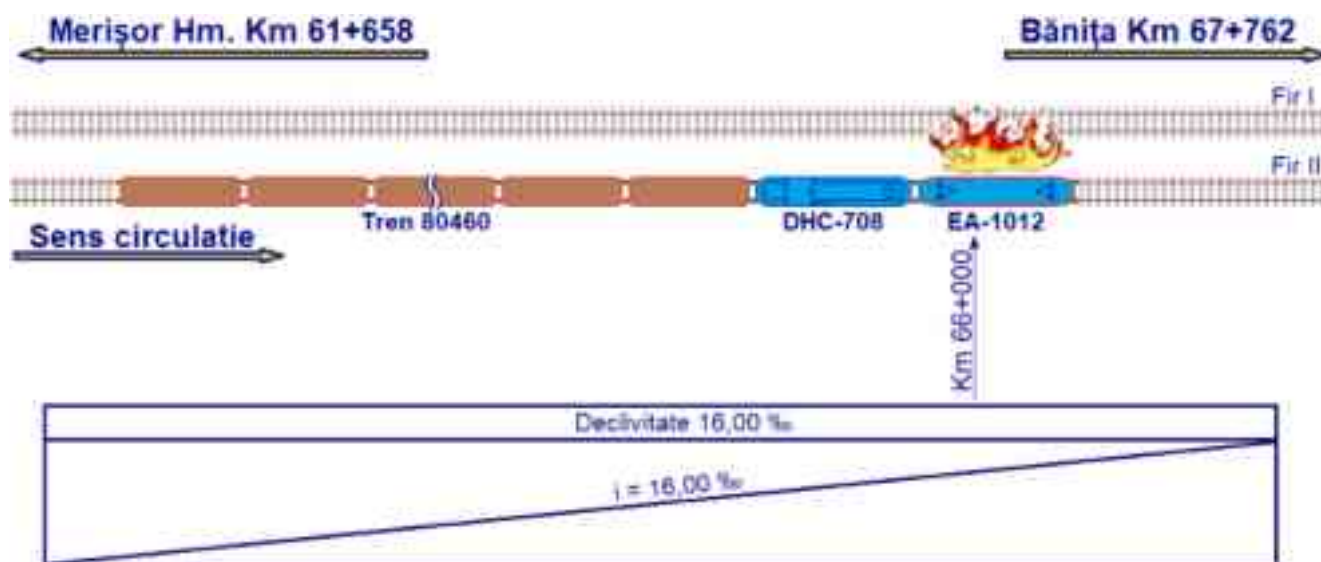 Merişor Hm. Km 61+658
Băniţa Km 67+762
Fir I
Fir II
Tren 80460
DHC-708
EA-1012
Sens circulatie
Km 66+000
Declivitate 16,00 ‰
i = 16,00 ‰